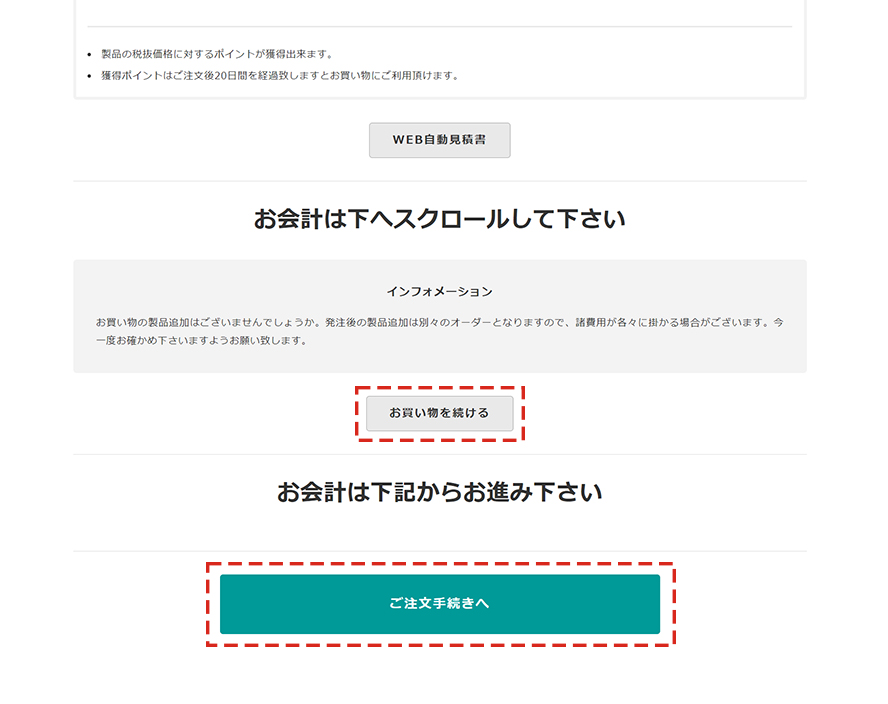 製品の税抜価格に対するポイントが獲得出来ます。
獲得ポイントはご注文後20日間を経過致しますとお買い物にご利用頂けます。
WEB自動見積書
お会計は下へスクロールして下さい
インフォメーション
お買い物の製品追加はございませんでしょうか。発注後の製品追加は別々のオーダーとなりますので、諸費用が各々に掛かる場合がございます。今
一度お確かめ下さいますようお願い致します。
お買い物を続ける
お会計は下記からお進み下さい
ご注文手続きへ